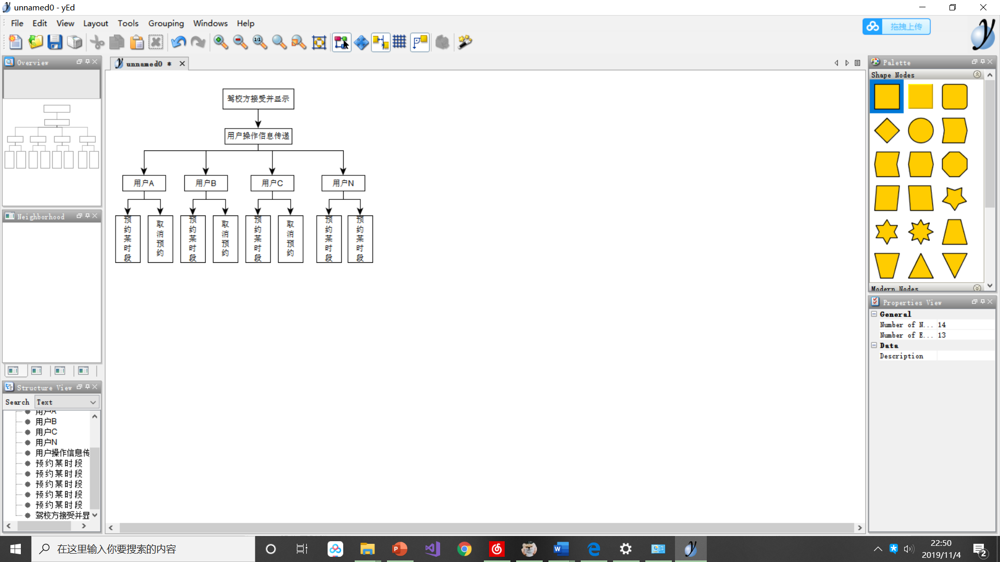 unnamed0 - yEd
File Edit View Layout Tools Grouping Windows Help
拖拽上传
Overview
unnamed0 *
Palette
Shape Nodes
Modern Nodes
驾校方接受并显示
用户操作信息传递
用户A
用户B
用户C
用户N
预约某时段
取消预约
预约某时段
取消预约
预约某时段
取消预约
预约某时段
预约某时段
Neighborhood
Structure View
Search Text
用户A
用户B
用户C
用户N
用户操作信息传
预约某时段
预约某时段
预约某时段
预约某时段
预约某时段
驾校方接受并显
Properties View
General
Number of N... 14
Number of E... 13
Data
Description
在这里输入你要搜索的内容
22:50
2019/11/4
2